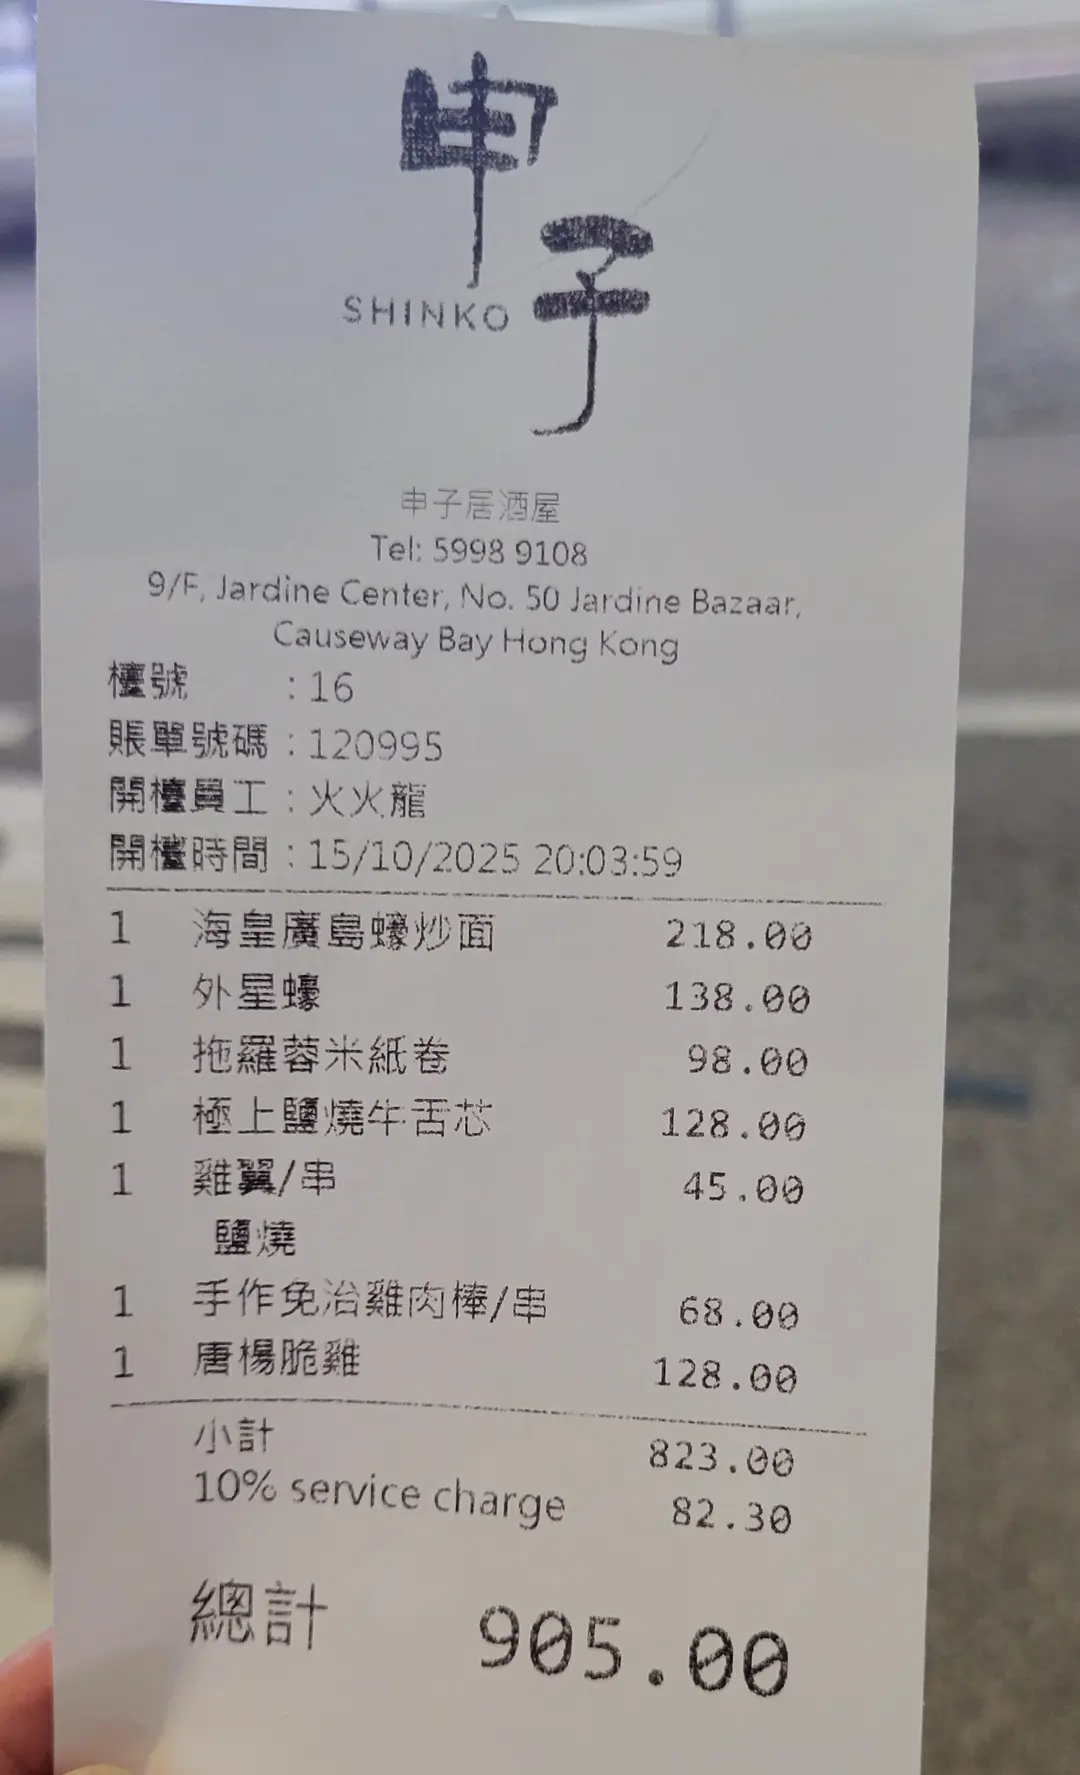 申子
SHINKO
申子居酒屋
Tel: 5998 9108
9/F, Jardine Center, No. 50 Jardine Bazaar,
Causeway Bay Hong Kong
檯號 : 16
賬單號碼 : 120995
開檯員工 : 火火龍
開檯時間 : 15/10/2025 20:03:59
1 海皇廣島蠔炒面 218.00
1 外星蠔 138.00
1 拖羅蓉米紙卷 98.00
1 極上鹽燒牛舌芯 128.00
1 雞翼/串 45.00
鹽燒
1 手作免治雞肉棒/串 68.00
1 唐楊脆雞 128.00
小計 823.00
10% service charge 82.30
總計 905.00